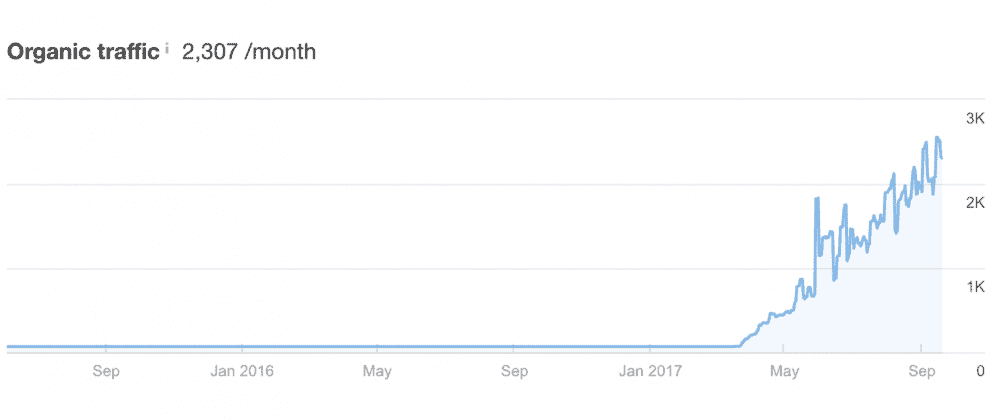 Organic traffic i 2,307 /month
3K
2K
1K
0
Sep Jan 2016 May Sep Jan 2017 May Sep